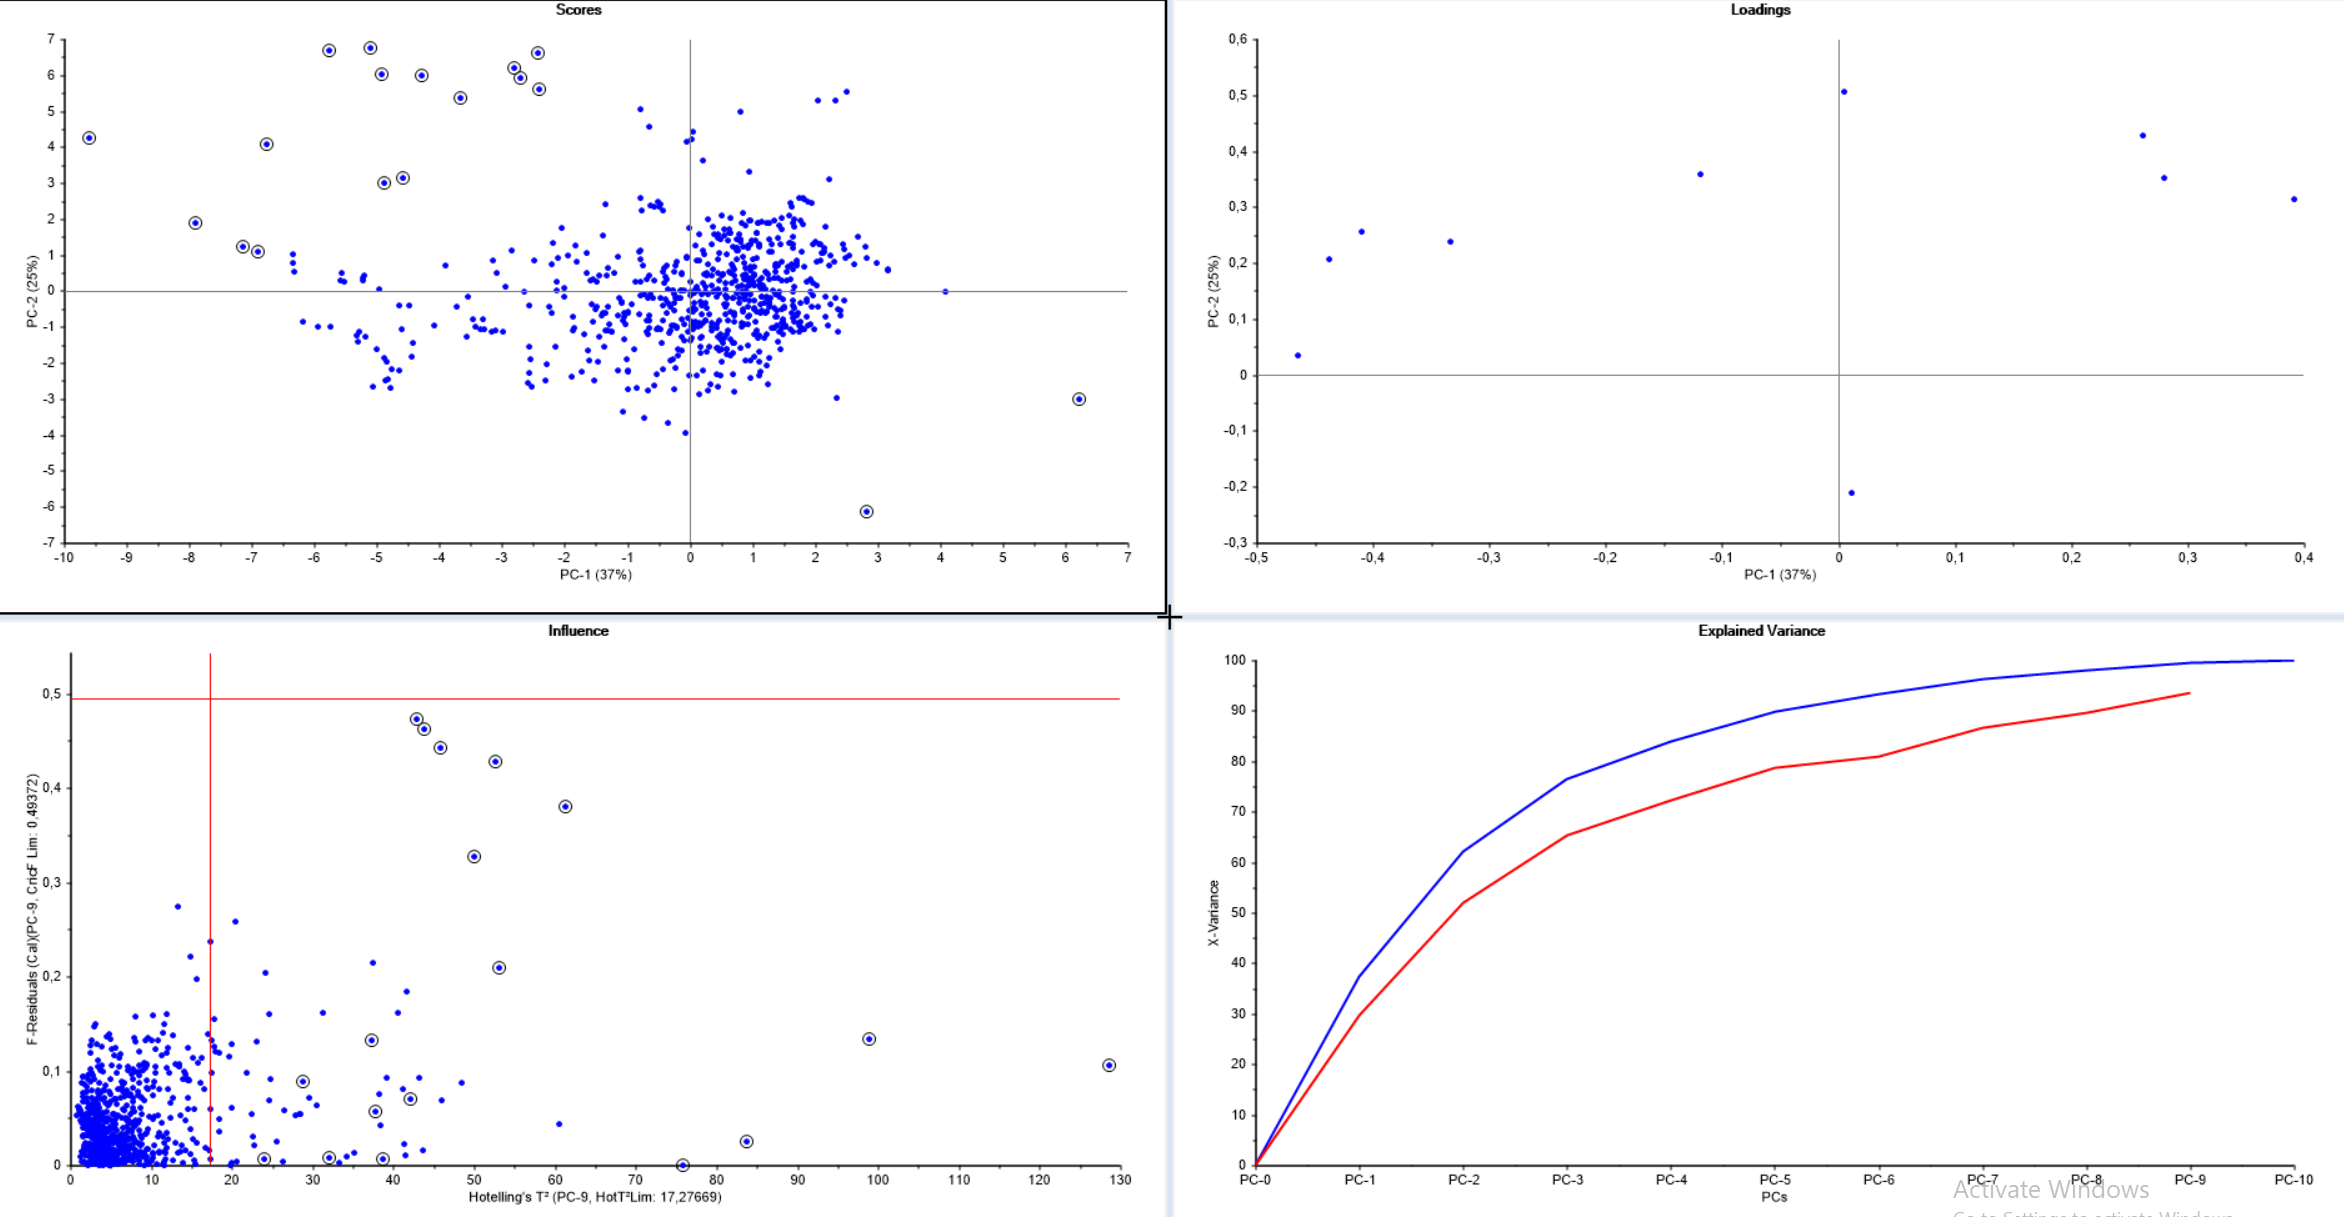 Scores
7
6
5
4
3
2
1
0
-1
-2
-3
-4
-5
-6
-7
PC-2 (25%)
-10 -9 -8 -7 -6 -5 -4 -3 -2 -1 0 1 2 3 4 5 6 7
PC-1 (37%)
Loadings
0,6
0,5
0,4
0,3
0,2
0,1
0
-0,1
-0,2
-0,3
PC-2 (25%)
-0,5 -0,4 -0,3 -0,2 -0,1 0 0,1 0,2 0,3 0,4
PC-1 (37%)
Influence
0,5
0,4
0,3
0,2
0,1
0
F-Residuals (Cal)(PC-9, Lim: 0,49372)
0 10 20 30 40 50 60 70 80 90 100 110 120 130
Hotelling's T² (PC-9, HotT²Lim: 17,27669)
Explained Variance
100
90
80
70
60
50
40
30
20
10
0
X-Variance
PC-0 PC-1 PC-2 PC-3 PC-4 PC-5 PC-6 PC-7 PC-8 PC-9 PC-10
PCs
Activate Windows